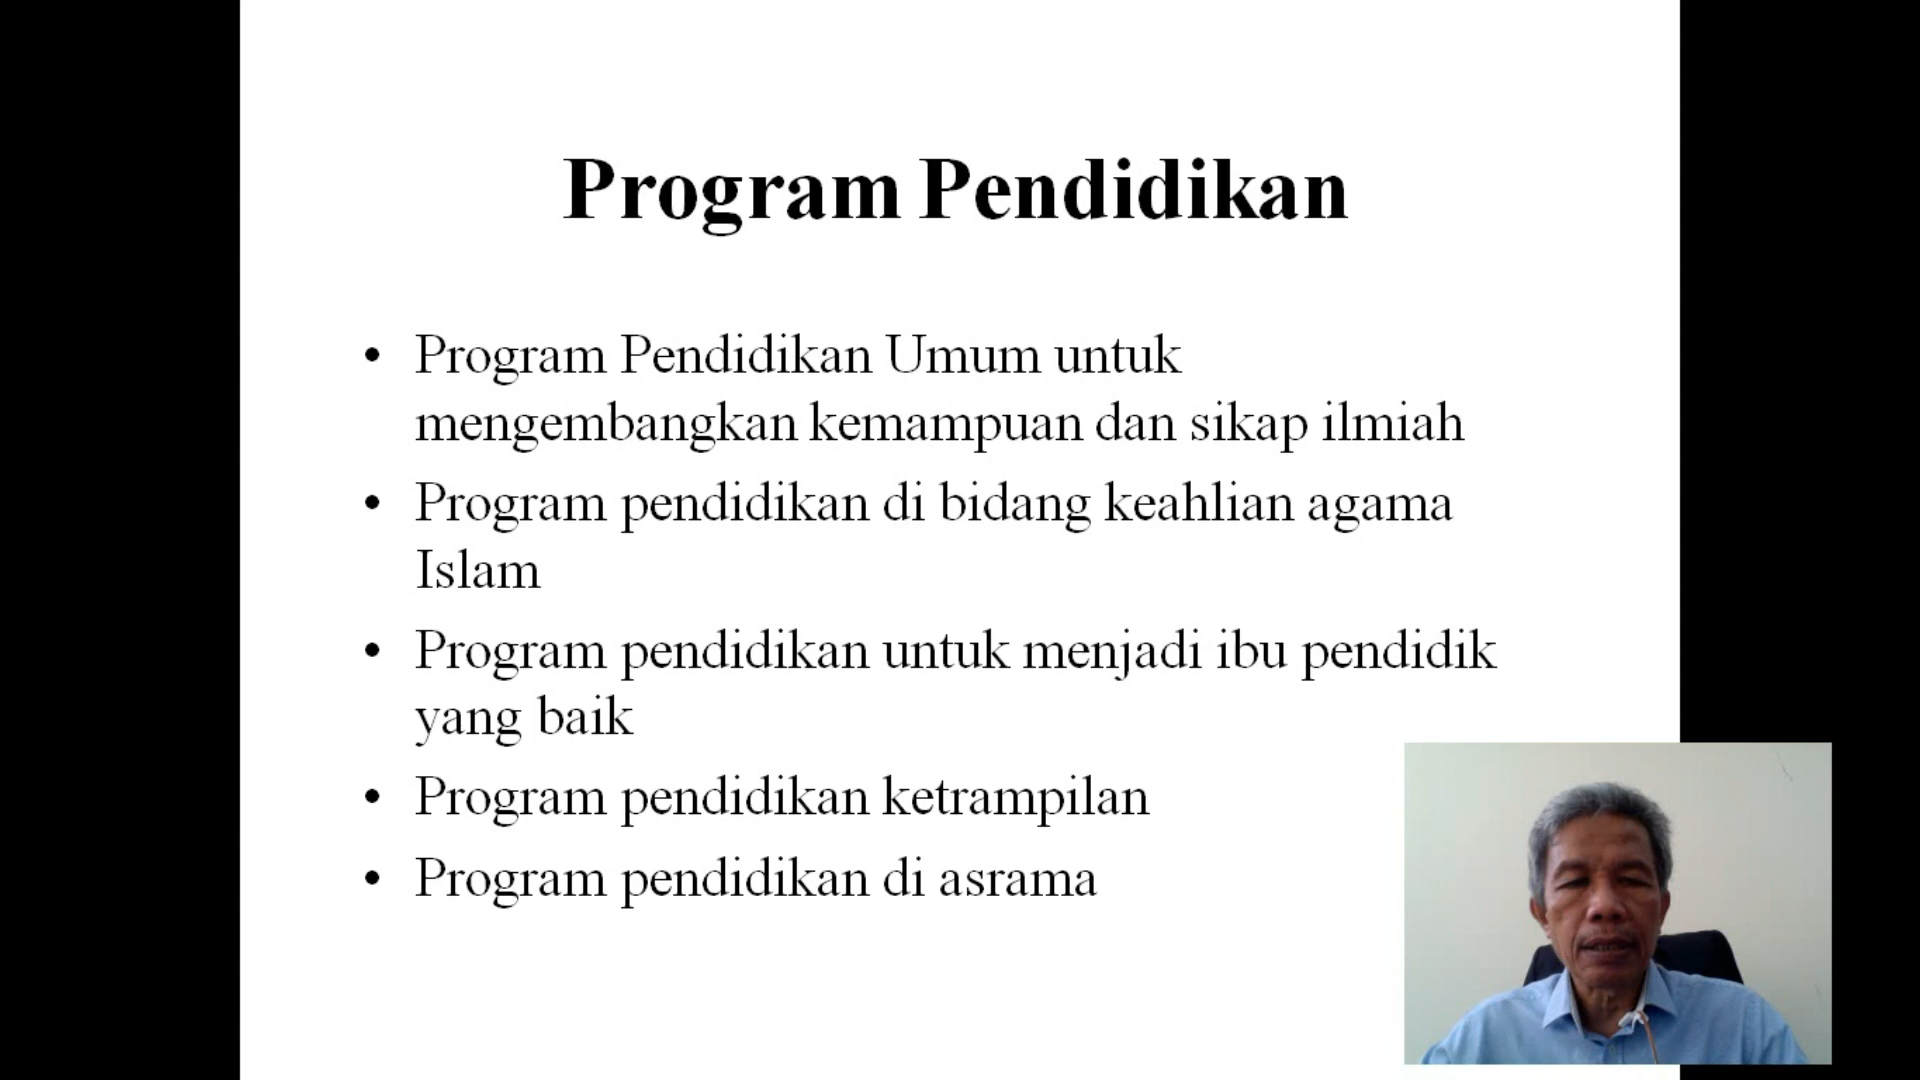 Program Pendidikan
• Program Pendidikan Umum untuk
mengembangkan kemampuan dan sikap ilmiah
• Program pendidikan di bidang keahlian agama
Islam
• Program pendidikan untuk menjadi ibu pendidik
yang baik
• Program pendidikan ketrampilan
• Program pendidikan di asrama